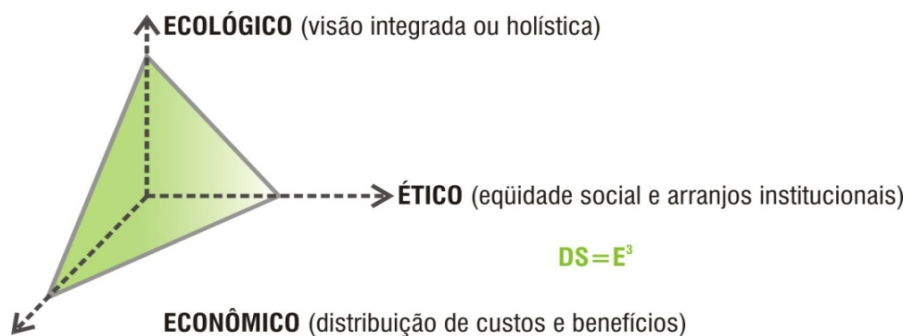 ECOLÓGICO (visão integrada ou holística)
ÉTICO (eqüidade social e arranjos institucionais)
DS=E³
ECONÔMICO (distribuição de custos e benefícios)